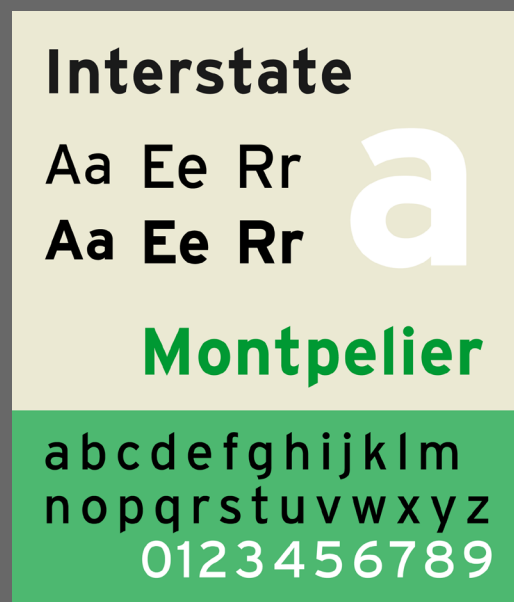 Interstate
Aa Ee Rr
a
Aa Ee Rr
Montpelier
abcdefghijklm
nopqrstuvwxyz
0123456789